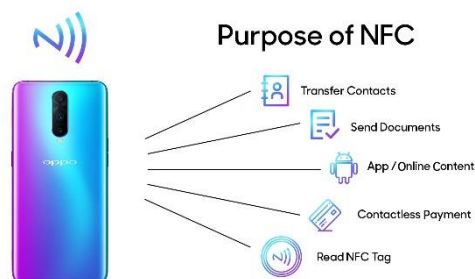 Purpose of NFC
Transfer Contacts
Send Documents
oppo
App / Online Content
Contactless Payment
Read NFC Tag